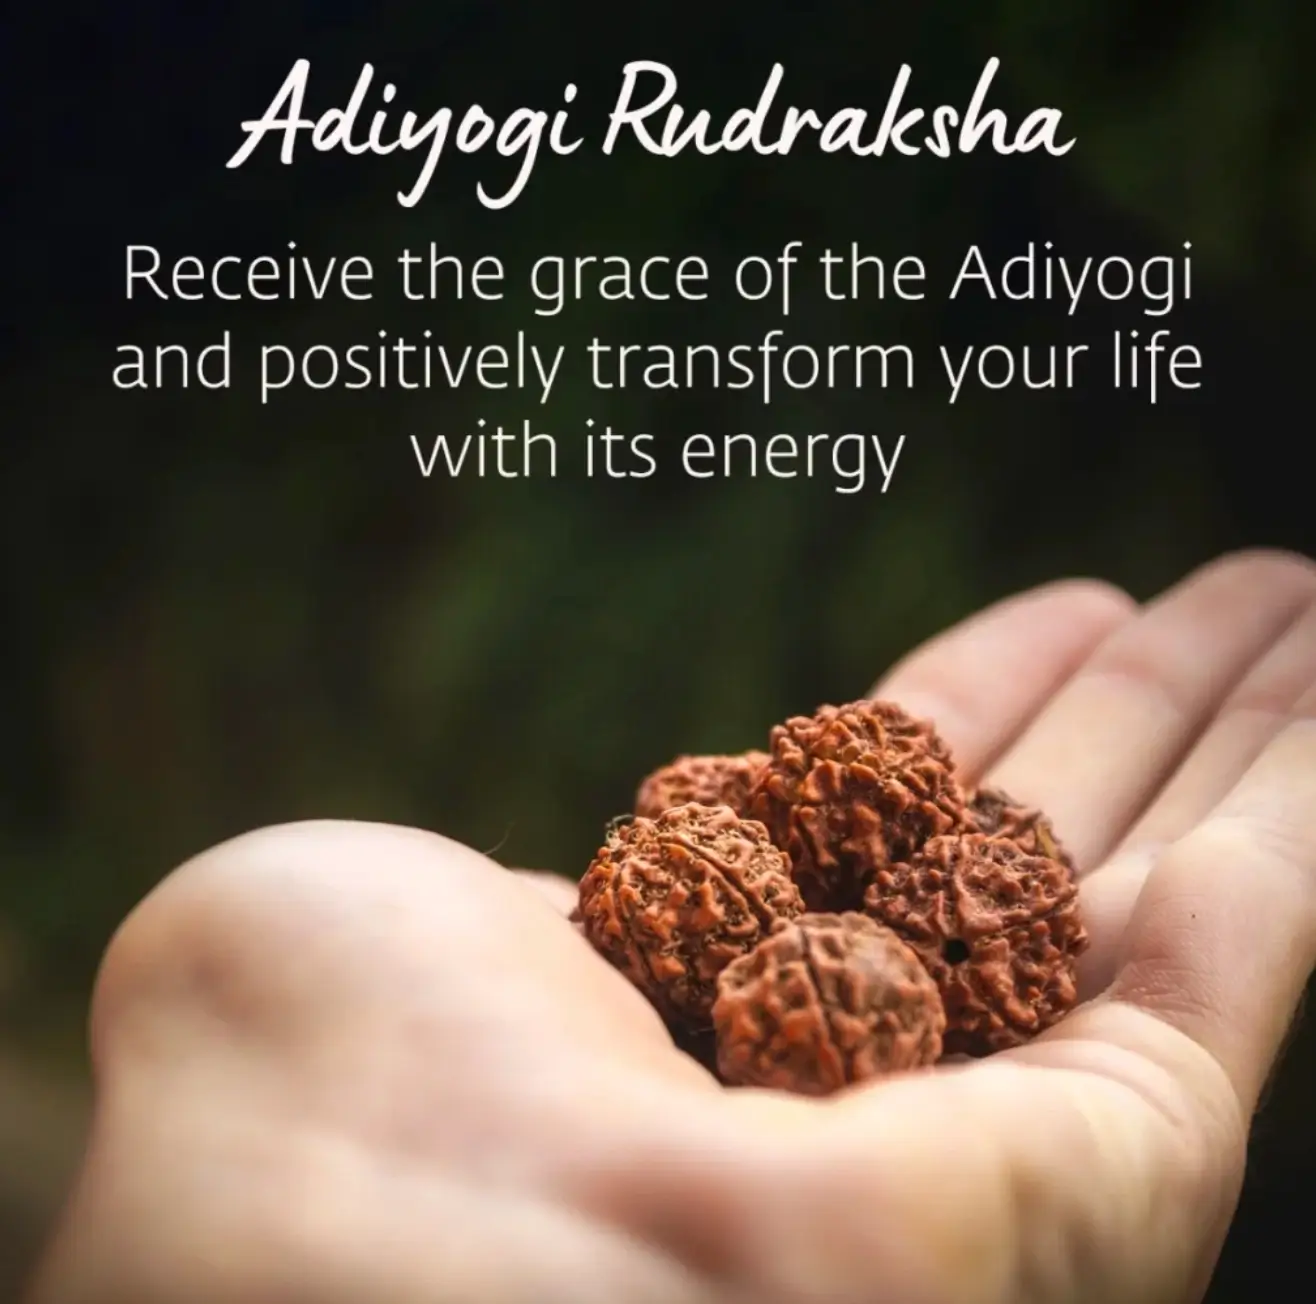 Adiyogi Rudraksha
Receive the grace of the Adiyogi
and positively transform your life
with its energy